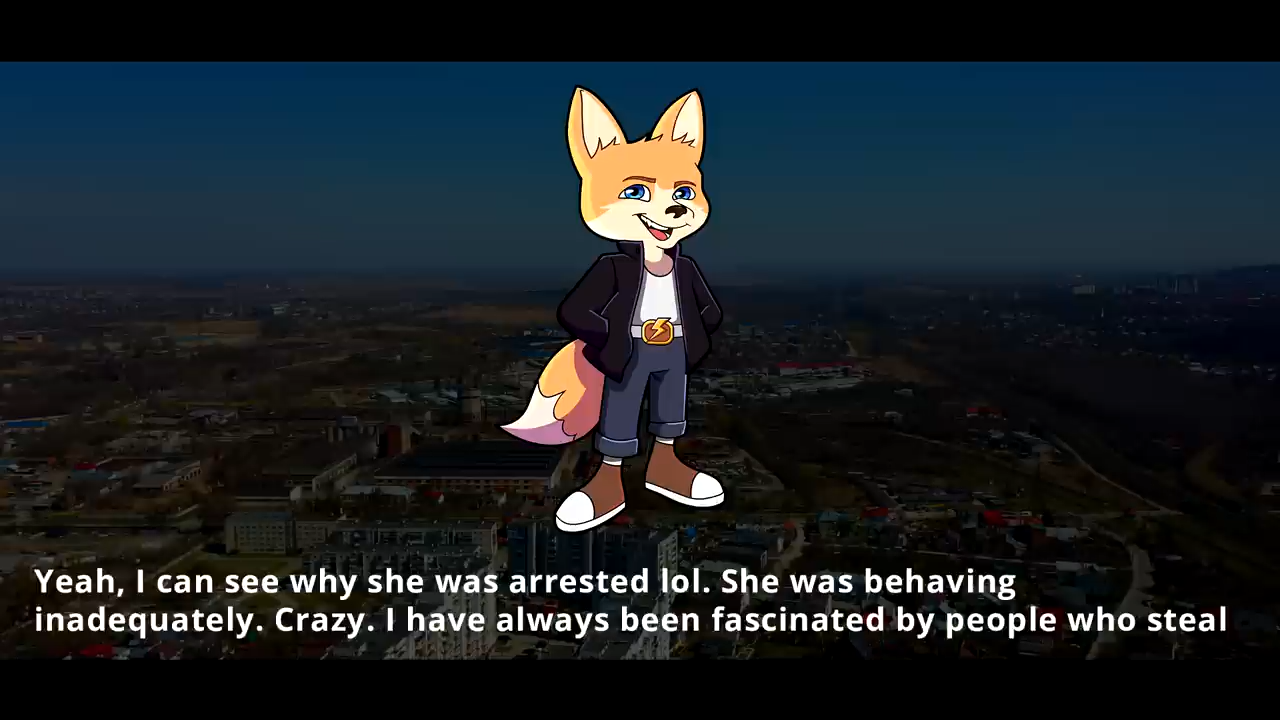 Yeah, I can see why she was arrested lol. She was behaving
inadequately. Crazy. I have always been fascinated by people who steal